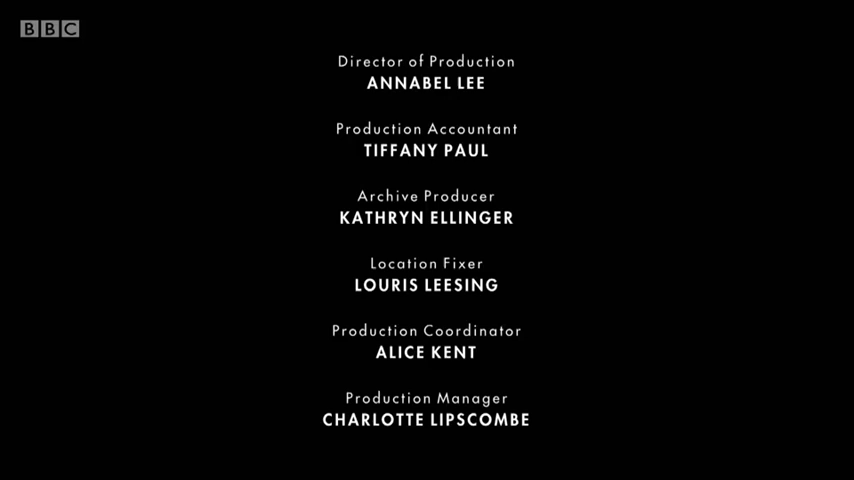 BBC
Director of Production
ANNABEL LEE
Production Accountant
TIFFANY PAUL
Archive Producer
KATHRYN ELLINGER
Location Fixer
LOURIS LEESING
Production Coordinator
ALICE KENT
Production Manager
CHARLOTTE LIPSCOMBE